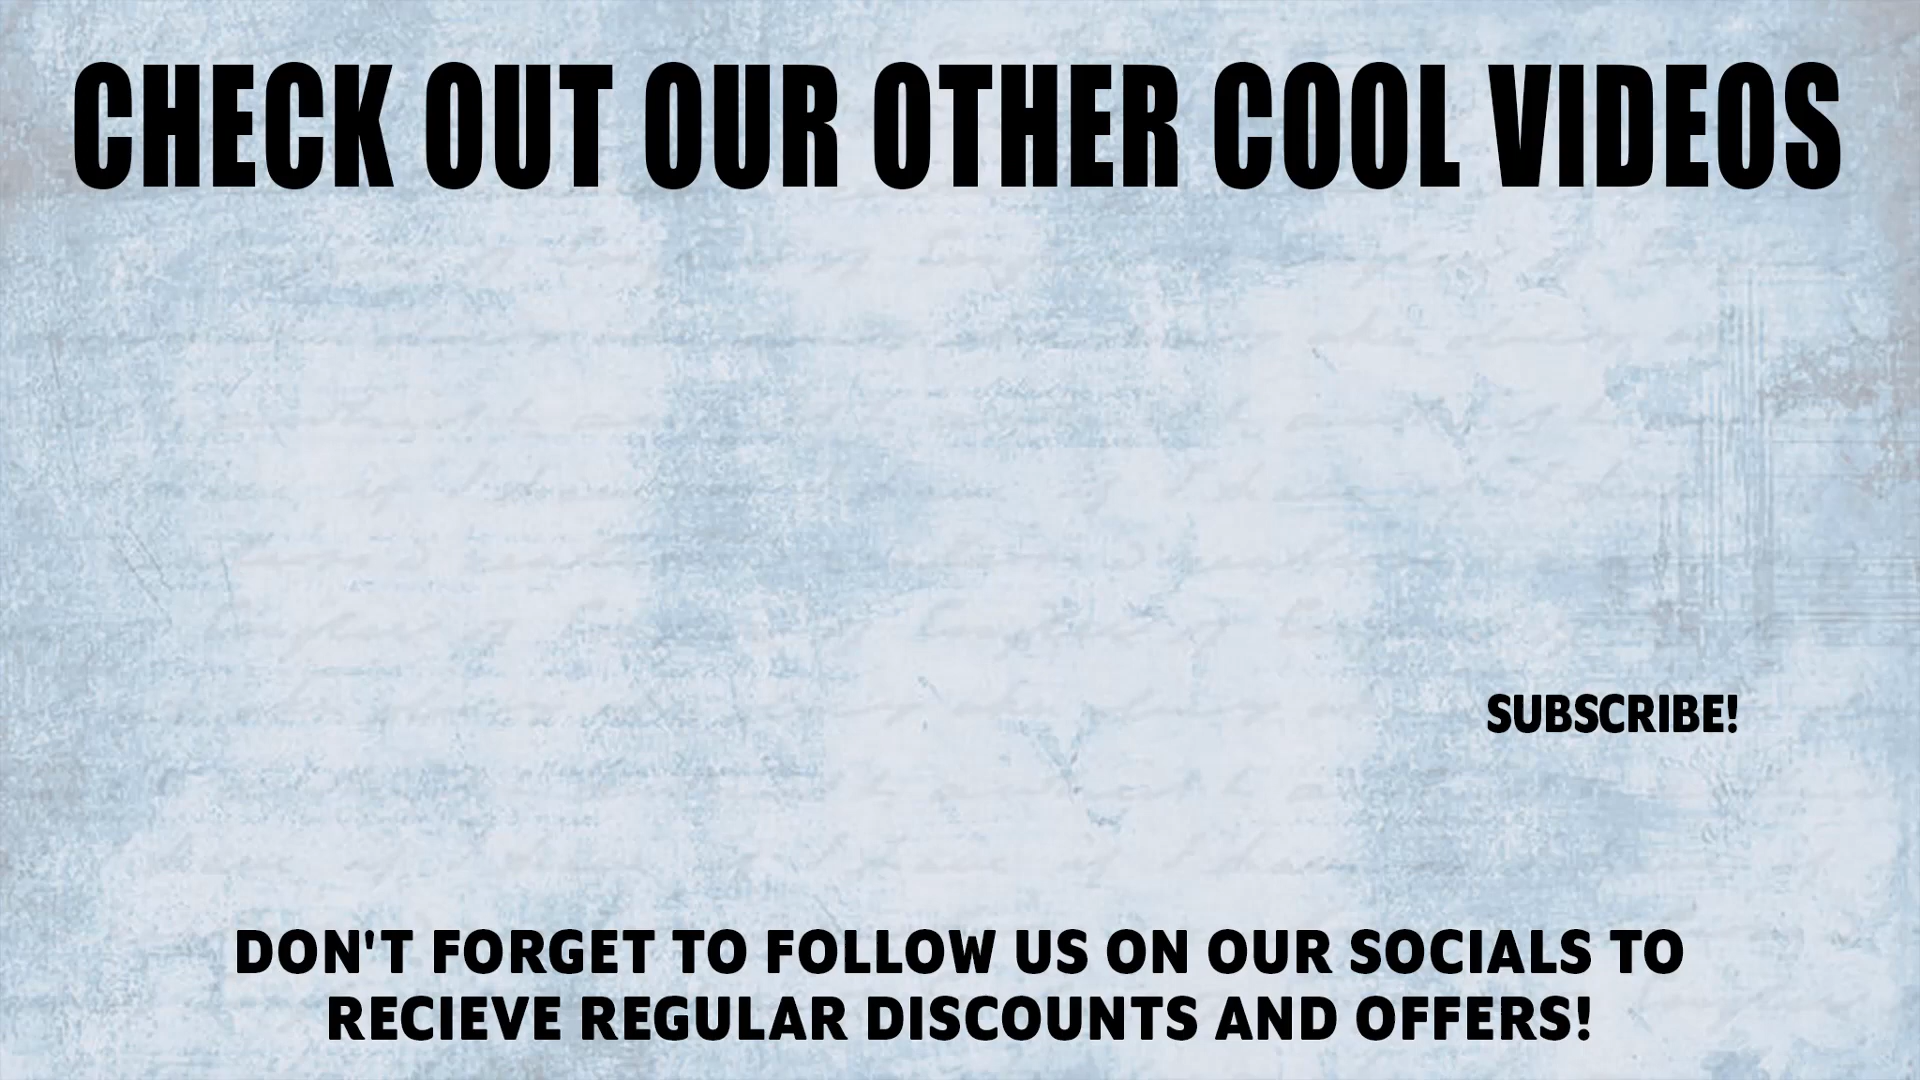 CHECK OUT OUR OTHER COOL VIDEOS
SUBSCRIBE!
DON'T FORGET TO FOLLOW US ON OUR SOCIALS TO
RECIEVE REGULAR DISCOUNTS AND OFFERS!